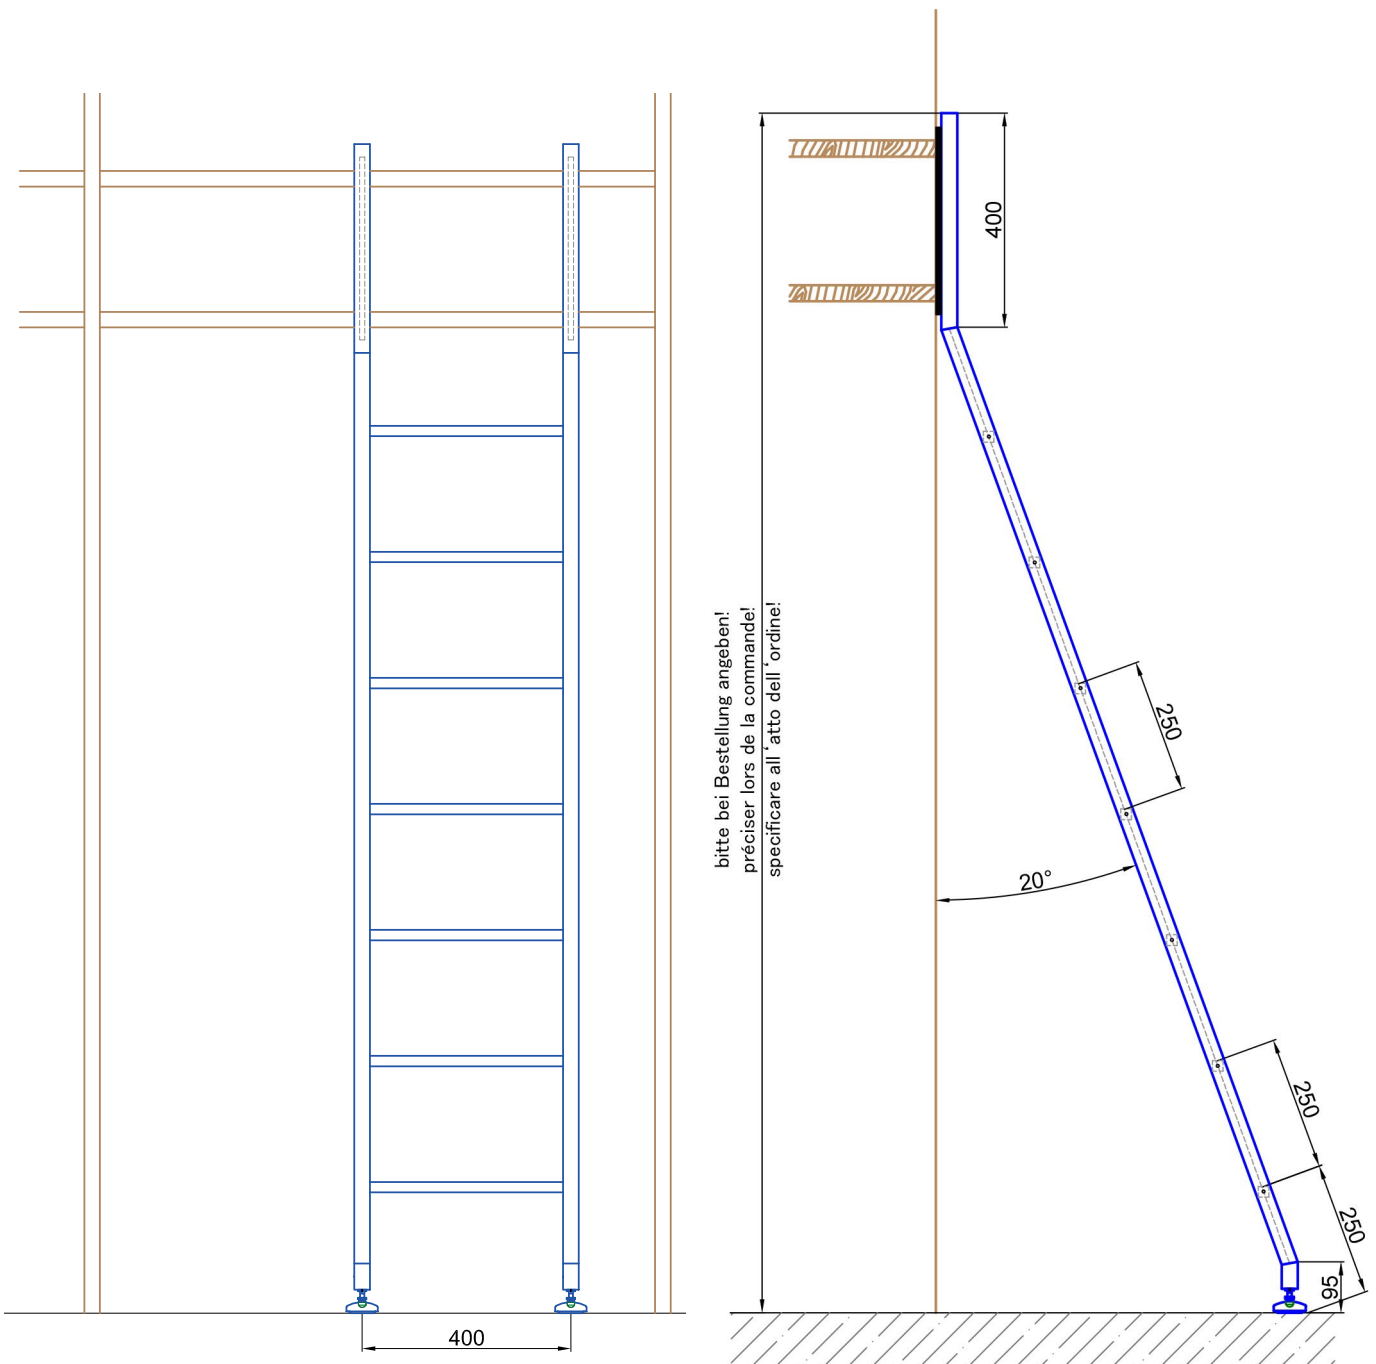 400
bitte bei Bestellung angeben!
préciser lors de la commande!
specificare all‘atto dell‘ordine!
400
250
20°
250
250
95